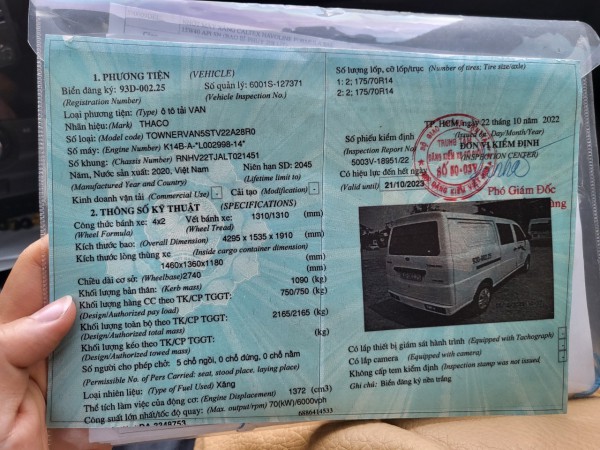 1. PHƯƠNG TIỆN (VEHICLE)
Biển đăng ký: 93D-002.25 Số quản lý: 6001S-127371
(Registration Number) (Vehicle Inspection No.)
Loại phương tiện: (Type) ô tô tải VAN
Nhãn hiệu: (Mark) THACO
Số loại: (Model code) TOWNERVAN5STV22A28R0
Số máy: (Engine Number) K14B-A-*L002998-14*
Số khung: (Chassis Number) RNHV22TJALT021451
Năm, Nước sản xuất: 2020, Việt Nam Niên hạn SD: 2045
(Manufactured Year and Country) (Lifetime limit to)
Kinh doanh vận tải (Commercial Use) - Cải tạo (Modification) -
2. THÔNG SỐ KỸ THUẬT (SPECIFICATIONS)
Công thức bánh xe: 4x2 Vết bánh xe: 1310/1310 (mm)
(Wheel Formula) (Wheel Tread)
Kích thước bao: (Overall Dimension) 4295 x 1535 x 1910 (mm)
Kích thước lòng thùng xe (Inside cargo container dimension)
1460x1360x1180 (mm)
Chiều dài cơ sở: (Wheelbase) 2740 (mm)
Khối lượng bản thân: (Kerb mass) 1090 (kg)
Khối lượng hàng CC theo TK/CP TGGT: 750/750 (kg)
(Design/Authorized pay load)
Khối lượng toàn bộ theo TK/CP TGGT: 2165/2165 (kg)
(Design/Authorized total mass)
Khối lượng kéo theo TK/CP TGGT: (kg)
(Design/Authorized towed mass)
Số người cho phép chở: 5 chỗ ngồi, 0 chỗ đứng, 0 chỗ nằm
(Permissible No. of Pers Carried: seat, stood place, laying place)
Loại nhiên liệu: (Type of Fuel Used) Xăng
Thể tích làm việc của động cơ: (Engine Displacement) 1372 (cm3)
Công suất lớn nhất/tốc độ quay: (Max. output/rpm) 70(kW)/6000vph
6886414533
Số lượng lốp, cỡ lốp/trục (Number of tires; Tire size/axle)
1: 2; 175/70R14
2: 2; 175/70R14
TP. HCM, ngày 22 tháng 10 năm 2022
(Issued by: Day/Month/Year)
Số phiếu kiểm định ĐƠN VỊ KIỂM ĐỊNH
(Inspection Report No) (INSPECTION CENTER)
5003V-18951/22
Có hiệu lực đến hết ngày
(Valid until) 21/10/2023
Phó Giám Đốc
93D-002.25
Có lắp thiết bị giám sát hành trình (Equipped with Tachograph) -
Có lắp camera (Equipped with camera) -
Không cấp tem kiểm định (Inspection stamp was not issued)
Ghi chú: Biển đăng ký nền trắng